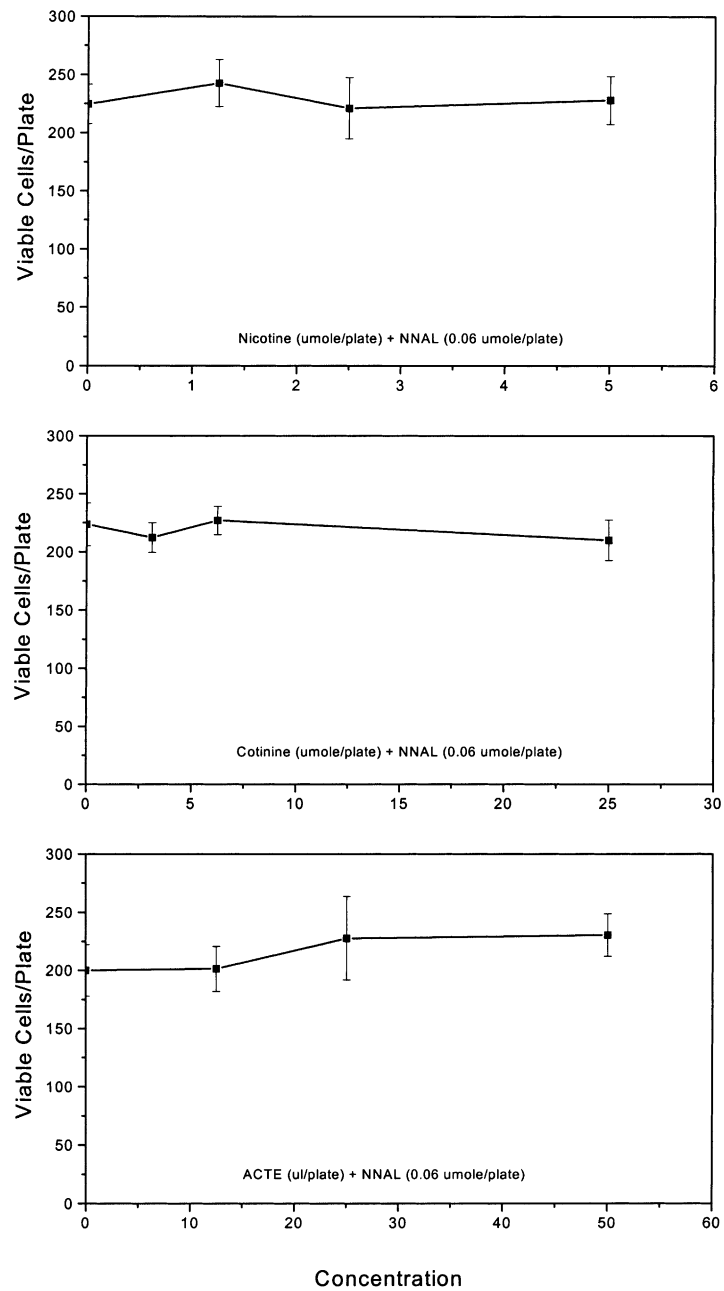 300
250
200
150
100
50
0
Viable Cells/Plate
Nicotine (umole/plate) + NNAL (0.06 umole/plate)
0 1 2 3 4 5 6
300
250
200
150
100
50
0
Viable Cells/Plate
Cotinine (umole/plate) + NNAL (0.06 umole/plate)
0 5 10 15 20 25 30
300
250
200
150
100
50
0
Viable Cells/Plate
ACTE (ul/plate) + NNAL (0.06 umole/plate)
0 10 20 30 40 50 60
Concentration